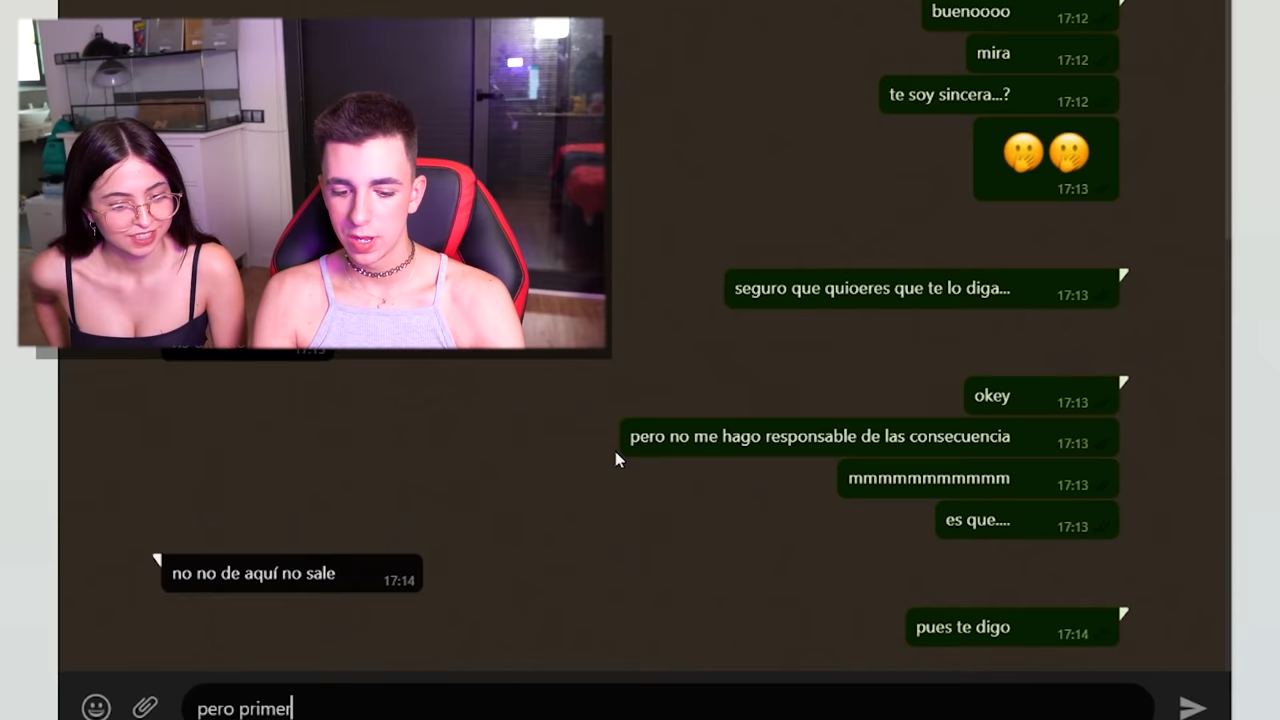 buenoooo
17:12
mira
17:12
te soy sincera...?
17:12
17:13
seguro que quioeres que te lo diga...
17:13
okey
17:13
pero no me hago responsable de las consecuencia
17:13
mmmmmmmmmmm
17:13
es que....
17:13
no no de aquí no sale
17:14
pues te digo
17:14
pero primer